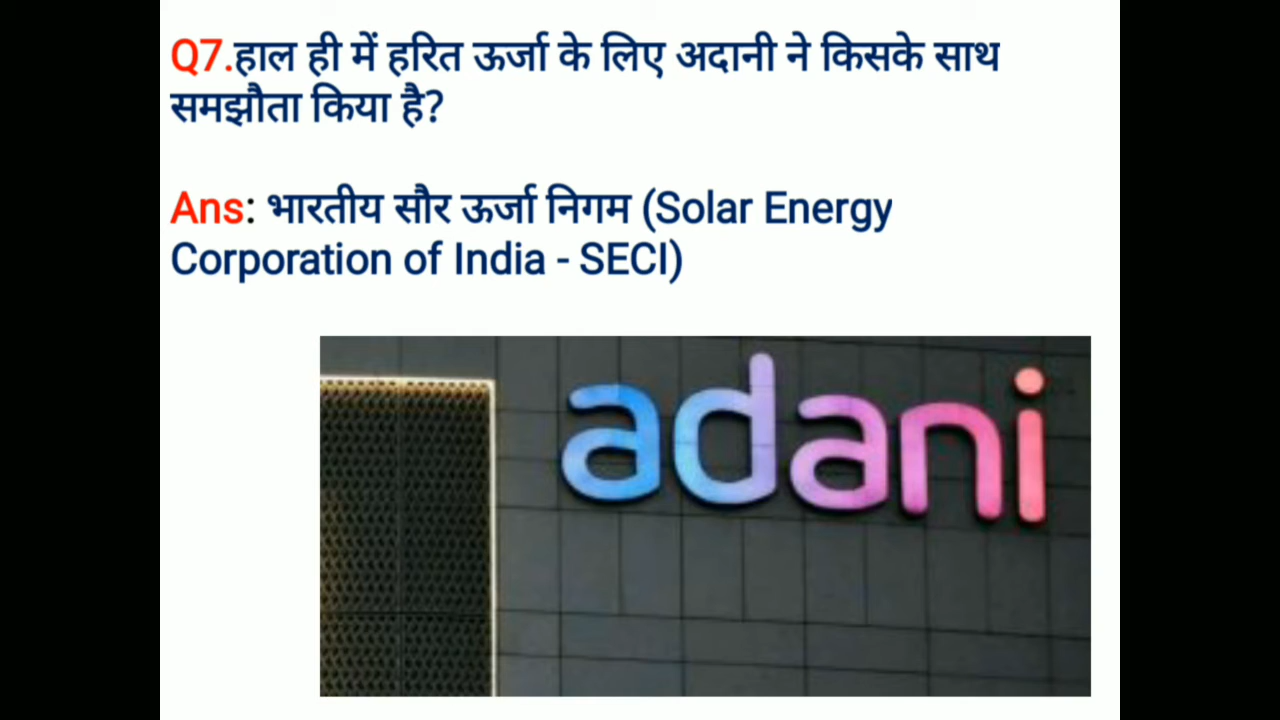 Q7.हाल ही में हरित ऊर्जा के लिए अदानी ने किसके साथ
समझौता किया है?
Ans: भारतीय सौर ऊर्जा निगम (Solar Energy
Corporation of India - SECI)
adani